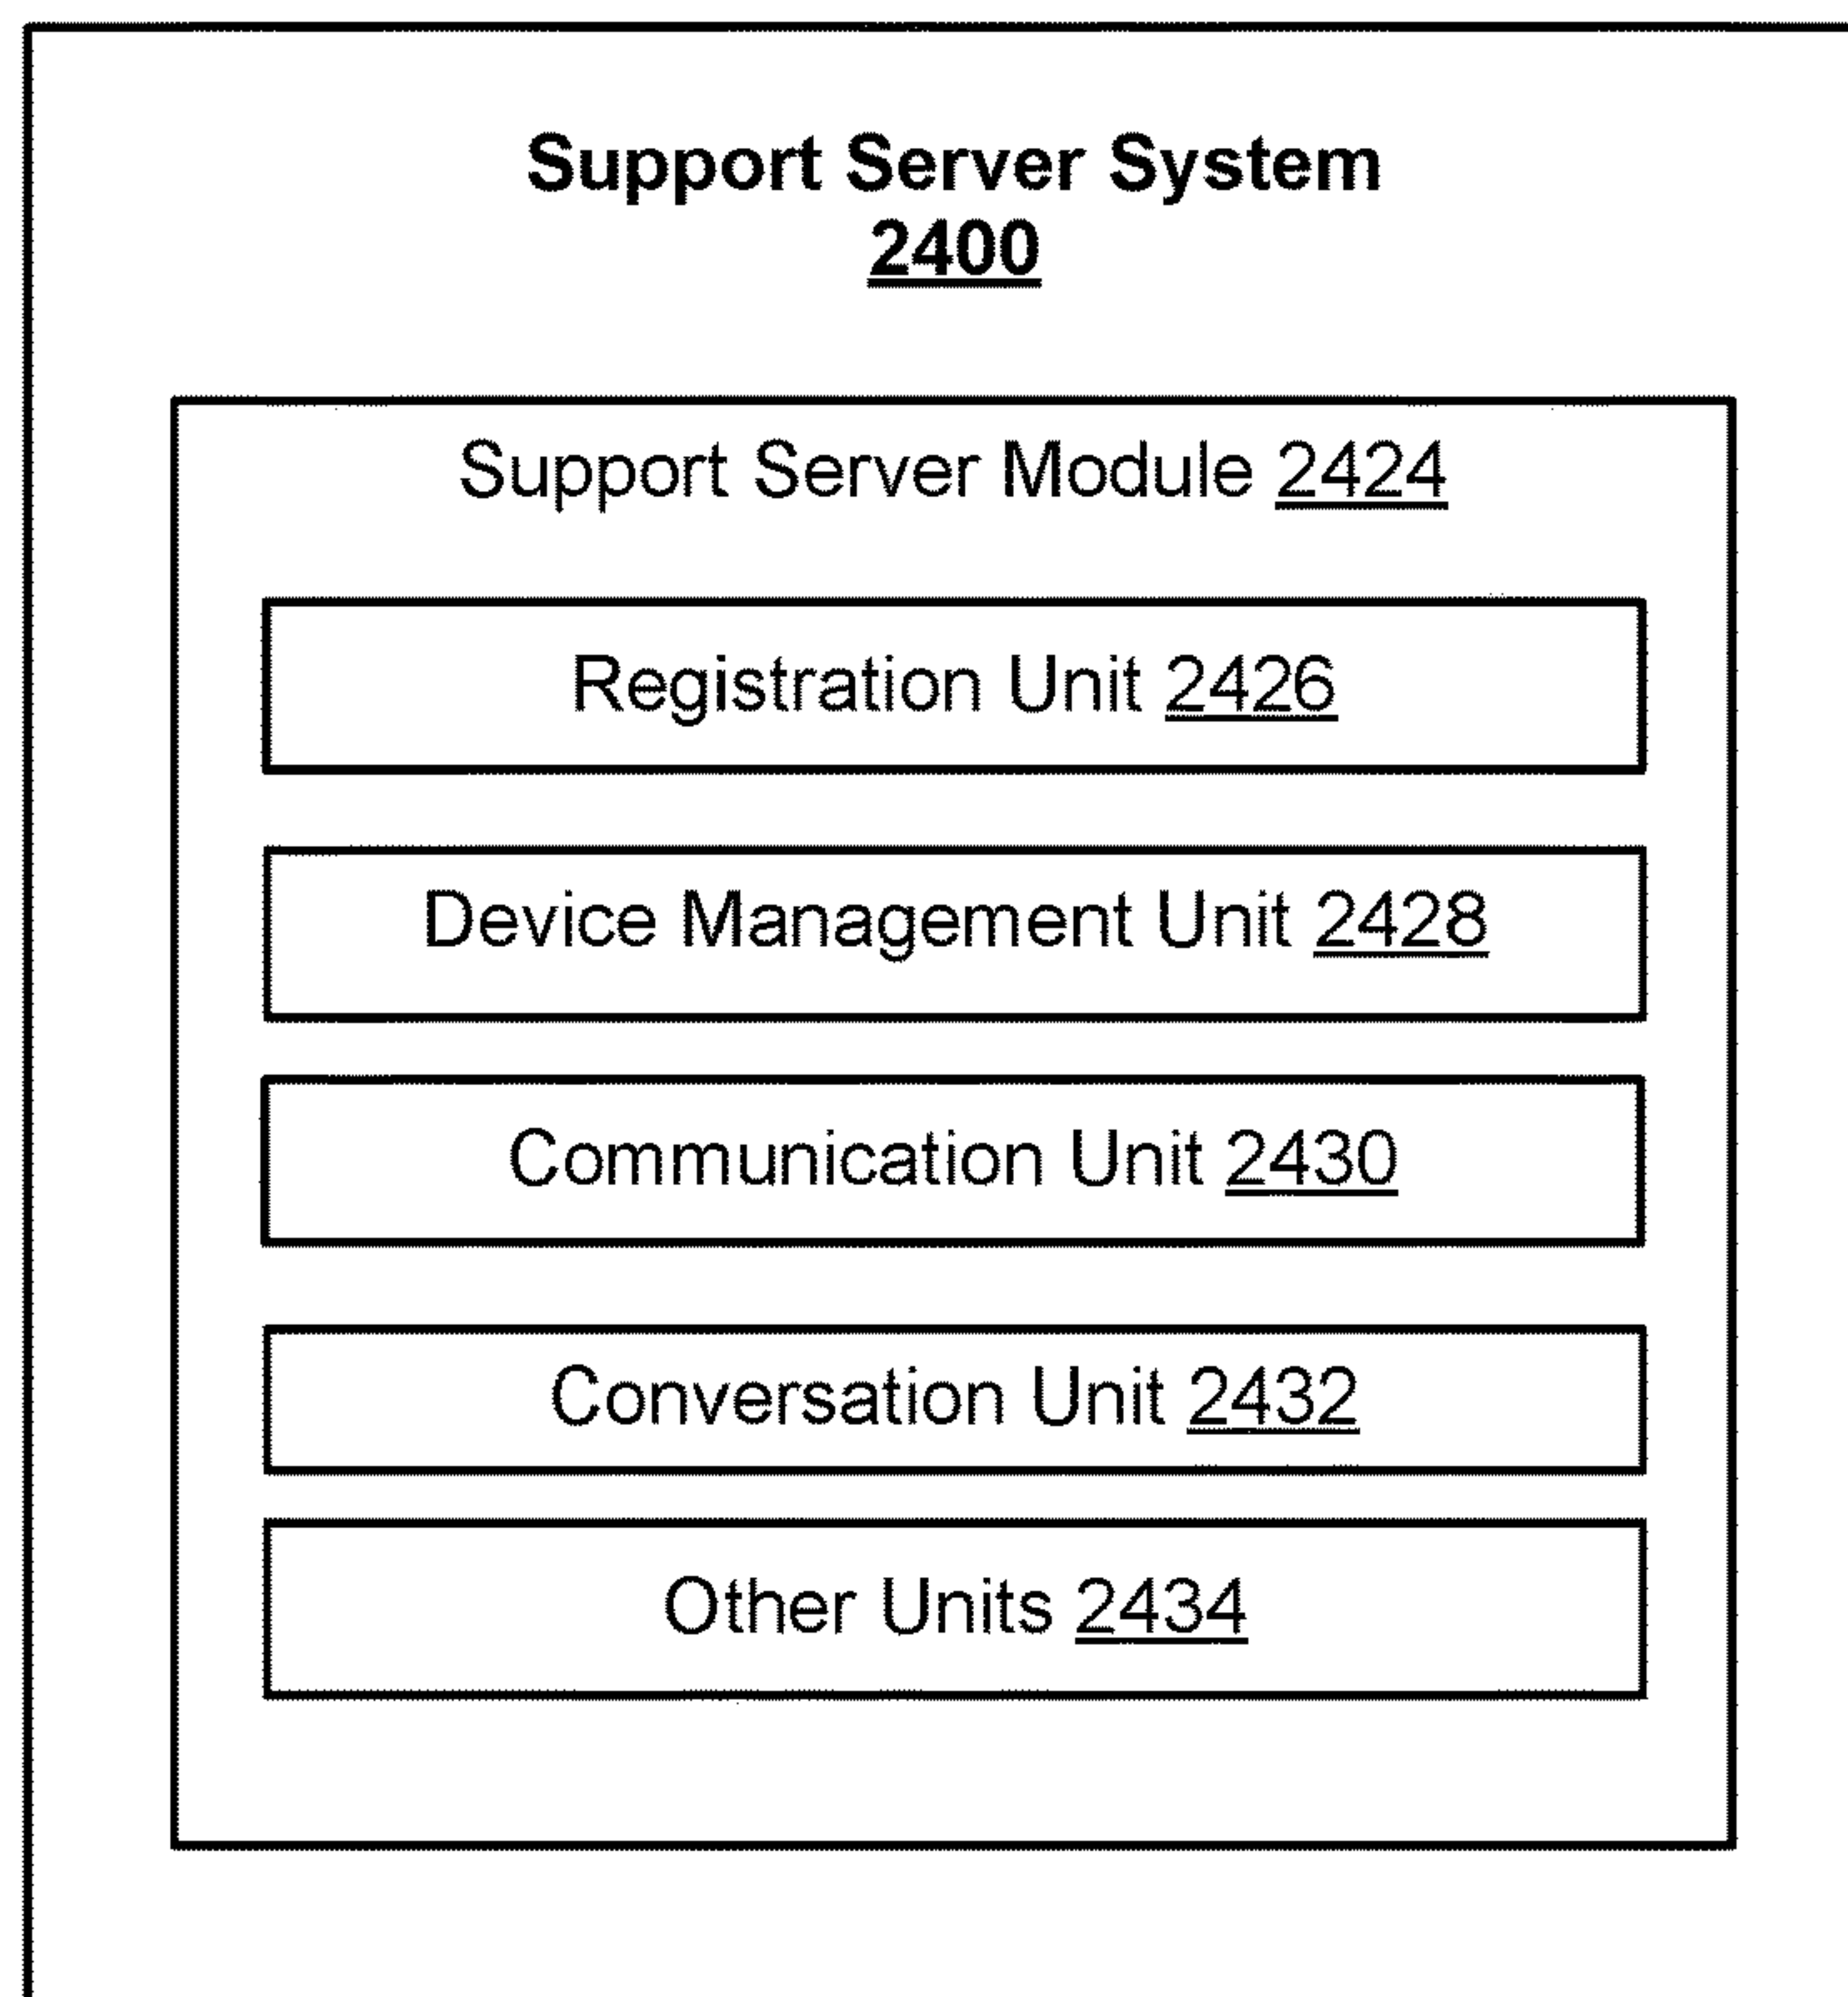 Support Server System
2400
Support Server Module 2424
Registration Unit 2426
Device Management Unit 2428
Communication Unit 2430
Conversation Unit 2432
Other Units 2434